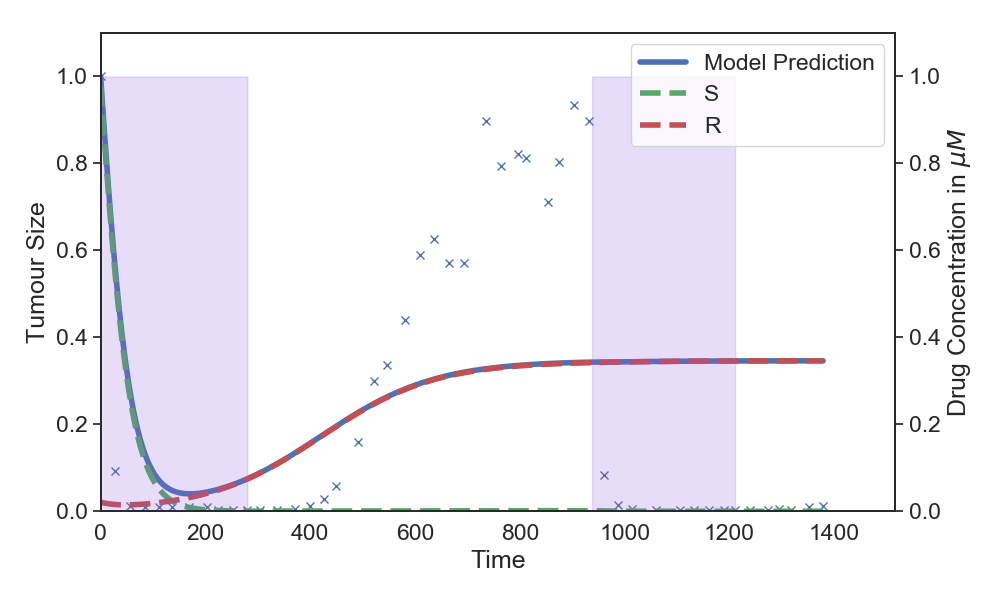 Model Prediction
S
R
1.0 1.0
0.8 0.8
0.6 0.6
0.4 0.4
0.2 0.2
0.0 0.0
Tumour Size
Drug Concentration in μM
0 200 400 600 800 1000 1200 1400
Time